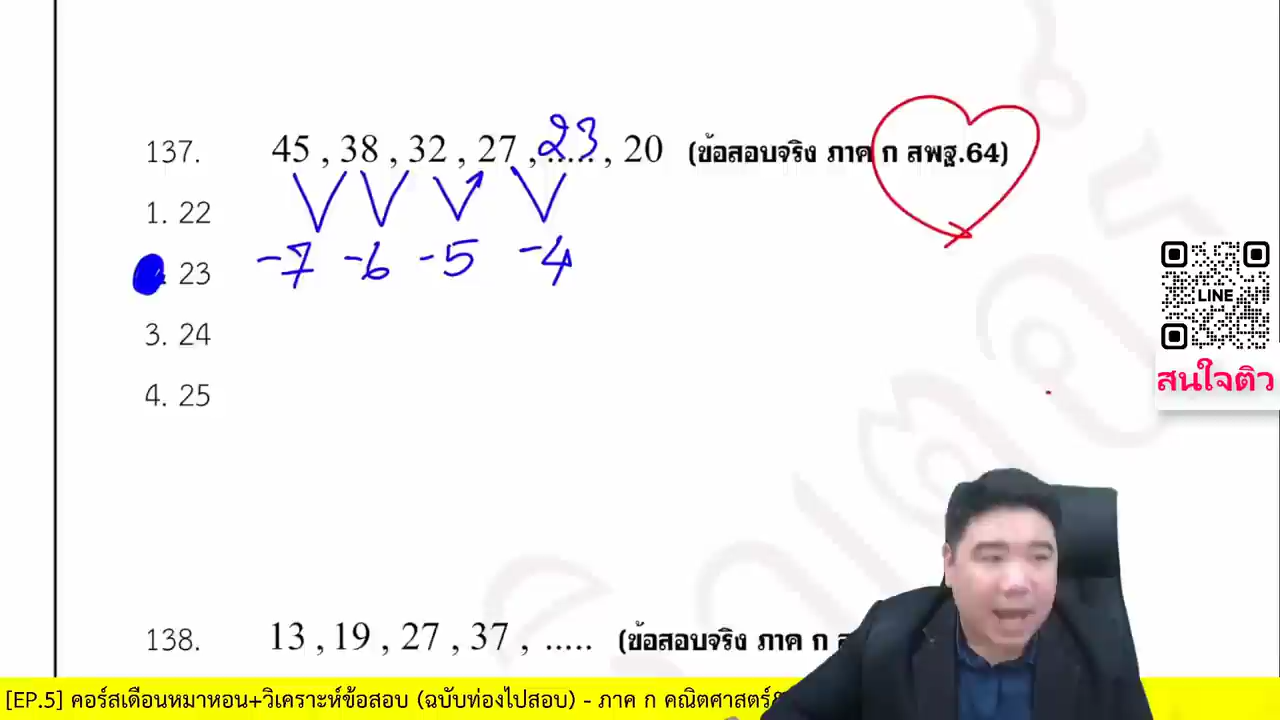 137. 45 , 38 , 32 , 27 , 23..... , 20 (ข้อสอบจริง ภาค ก สพฐ.64)
-7 -6 -5 -4
1. 22
23
3. 24
4. 25
LINE
สนใจติว
138. 13 , 19 , 27 , 37 , ..... (ข้อสอบจริง ภาค ก
[EP.5] คอร์สเดือนหมาหอน+วิเคราะห์ข้อสอบ (ฉบับท่องไปสอบ) - ภาค ก คณิตศาสตร์